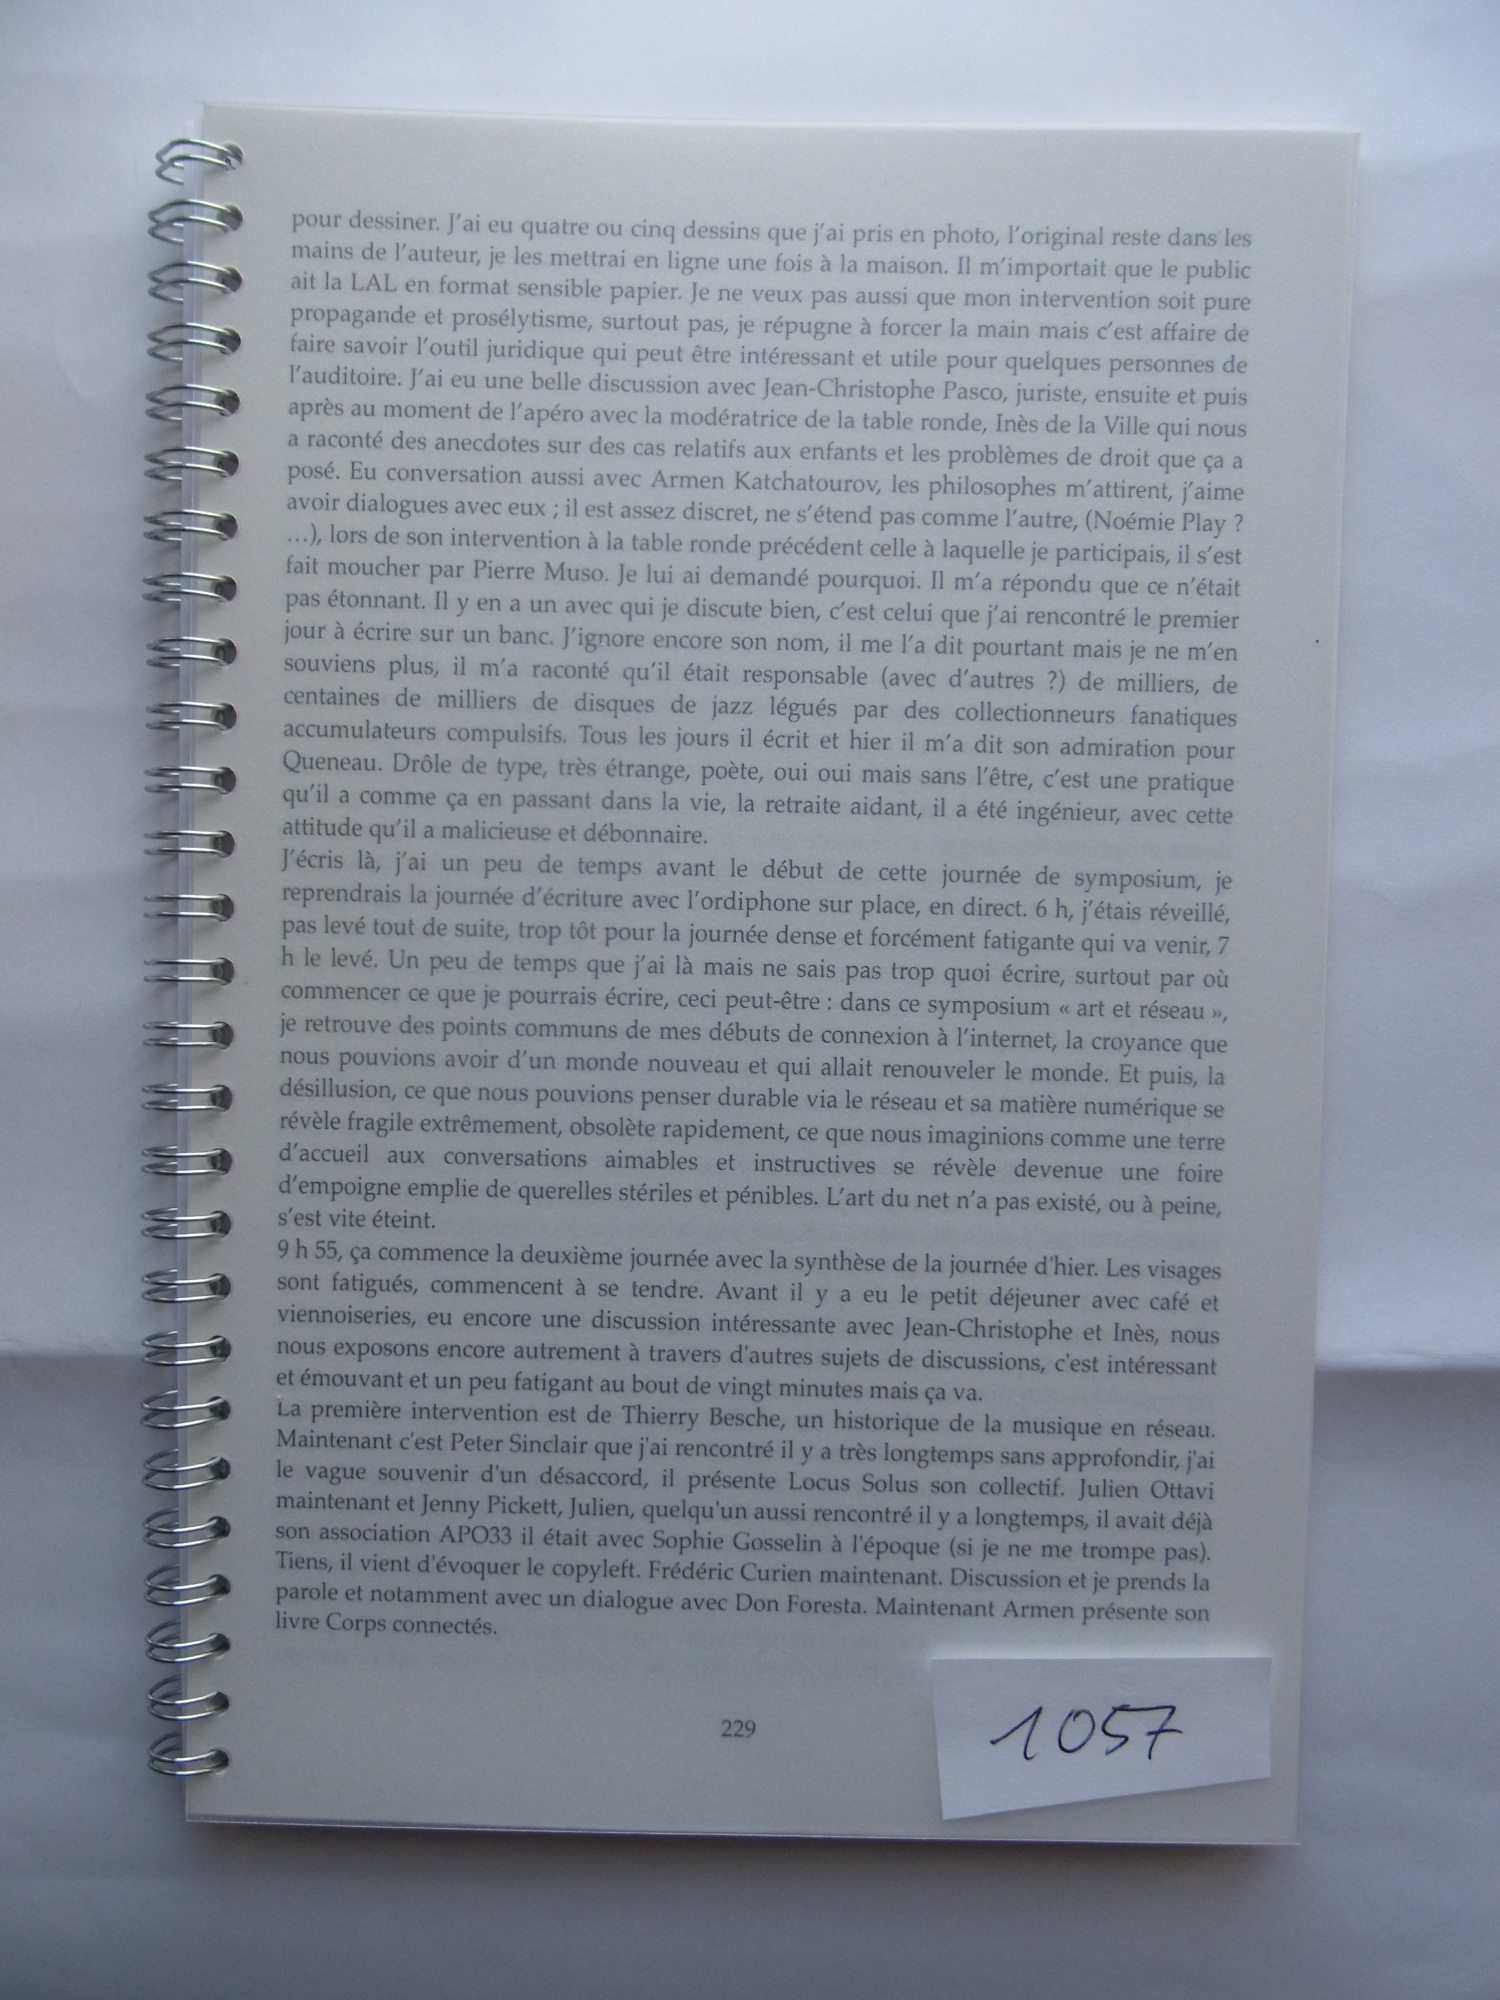 pour dessiner. J’ai eu quatre ou cinq dessins que j’ai pris en photo, l’original reste dans les
mains de l’auteur, je les mettrai en ligne une fois à la maison. Il m’importait que le public
ait la LAL en format sensible papier. Je ne veux pas aussi que mon intervention soit pure
propagande et prosélytisme, surtout pas, je répugne à forcer la main mais c’est affaire de
faire savoir l’outil juridique qui peut être intéressant et utile pour quelques personnes de
l’auditoire. J’ai eu une belle discussion avec Jean-Christophe Pasco, juriste, ensuite et puis
après au moment de l’apéro avec la modératrice de la table ronde, Inès de la Ville qui nous
a raconté des anecdotes sur des cas relatifs aux enfants et les problèmes de droit que ça a
posé. Eu conversation aussi avec Armen Katchatourov, les philosophes m’attirent, j’aime
avoir dialogues avec eux ; il est assez discret, ne s’étend pas comme l’autre, (Noémie Play ?
…), lors de son intervention à la table ronde précédent celle à laquelle je participais, il s’est
fait moucher par Pierre Muso. Je lui ai demandé pourquoi. Il m’a répondu que ce n’était
pas étonnant. Il y en a un avec qui je discute bien, c’est celui que j’ai rencontré le premier
jour à écrire sur un banc. J’ignore encore son nom, il me l’a dit pourtant mais je ne m’en
souviens plus, il m’a raconté qu’il était responsable (avec d’autres ?) de milliers, de
centaines de milliers de disques de jazz légués par des collectionneurs fanatiques
accumulateurs compulsifs. Tous les jours il écrit et hier il m’a dit son admiration pour
Queneau. Drôle de type, très étrange, poète, oui oui mais sans l’être, c’est une pratique
qu’il a comme ça en passant dans la vie, la retraite aidant, il a été ingénieur, avec cette
attitude qu’il a malicieuse et débonnaire.
J’écris là, j’ai un peu de temps avant le début de cette journée de symposium, je
reprendrais la journée d’écriture avec l’ordiphone sur place, en direct. 6 h, j’étais réveillé,
pas levé tout de suite, trop tôt pour la journée dense et forcément fatigante qui va venir, 7
h le levé. Un peu de temps que j’ai là mais ne sais pas trop quoi écrire, surtout par où
commencer ce que je pourrais écrire, ceci peut-être : dans ce symposium « art et réseau »,
je retrouve des points communs de mes débuts de connexion à l’internet, la croyance que
nous pouvions avoir d’un monde nouveau et qui allait renouveler le monde. Et puis, la
désillusion, ce que nous pouvions penser durable via le réseau et sa matière numérique se
révèle fragile extrêmement, obsolète rapidement, ce que nous imaginions comme une terre
d’accueil aux conversations aimables et instructives se révèle devenue une foire
d’empoigne emplie de querelles stériles et pénibles. L’art du net n’a pas existé, ou à peine,
s’est vite éteint.
9 h 55, ça commence la deuxième journée avec la synthèse de la journée d'hier. Les visages
sont fatigués, commencent à se tendre. Avant il y a eu le petit déjeuner avec café et
viennoiseries, eu encore une discussion intéressante avec Jean-Christophe et Inès, nous
nous exposons encore autrement à travers d'autres sujets de discussions, c'est intéressant
et émouvant et un peu fatigant au bout de vingt minutes mais ça va.
La première intervention est de Thierry Besche, un historique de la musique en réseau.
Maintenant c'est Peter Sinclair que j'ai rencontré il y a très longtemps sans approfondir, j'ai
le vague souvenir d'un désaccord, il présente Locus Solus son collectif. Julien Ottavi
maintenant et Jenny Pickett, Julien, quelqu'un aussi rencontré il y a longtemps, il avait déjà
son association APO33 il était avec Sophie Gosselin à l'époque (si je ne me trompe pas).
Tiens, il vient d'évoquer le copyleft. Frédéric Curien maintenant. Discussion et je prends la
parole et notamment avec un dialogue avec Don Foresta. Maintenant Armen présente son
livre Corps connectés.
229
1057